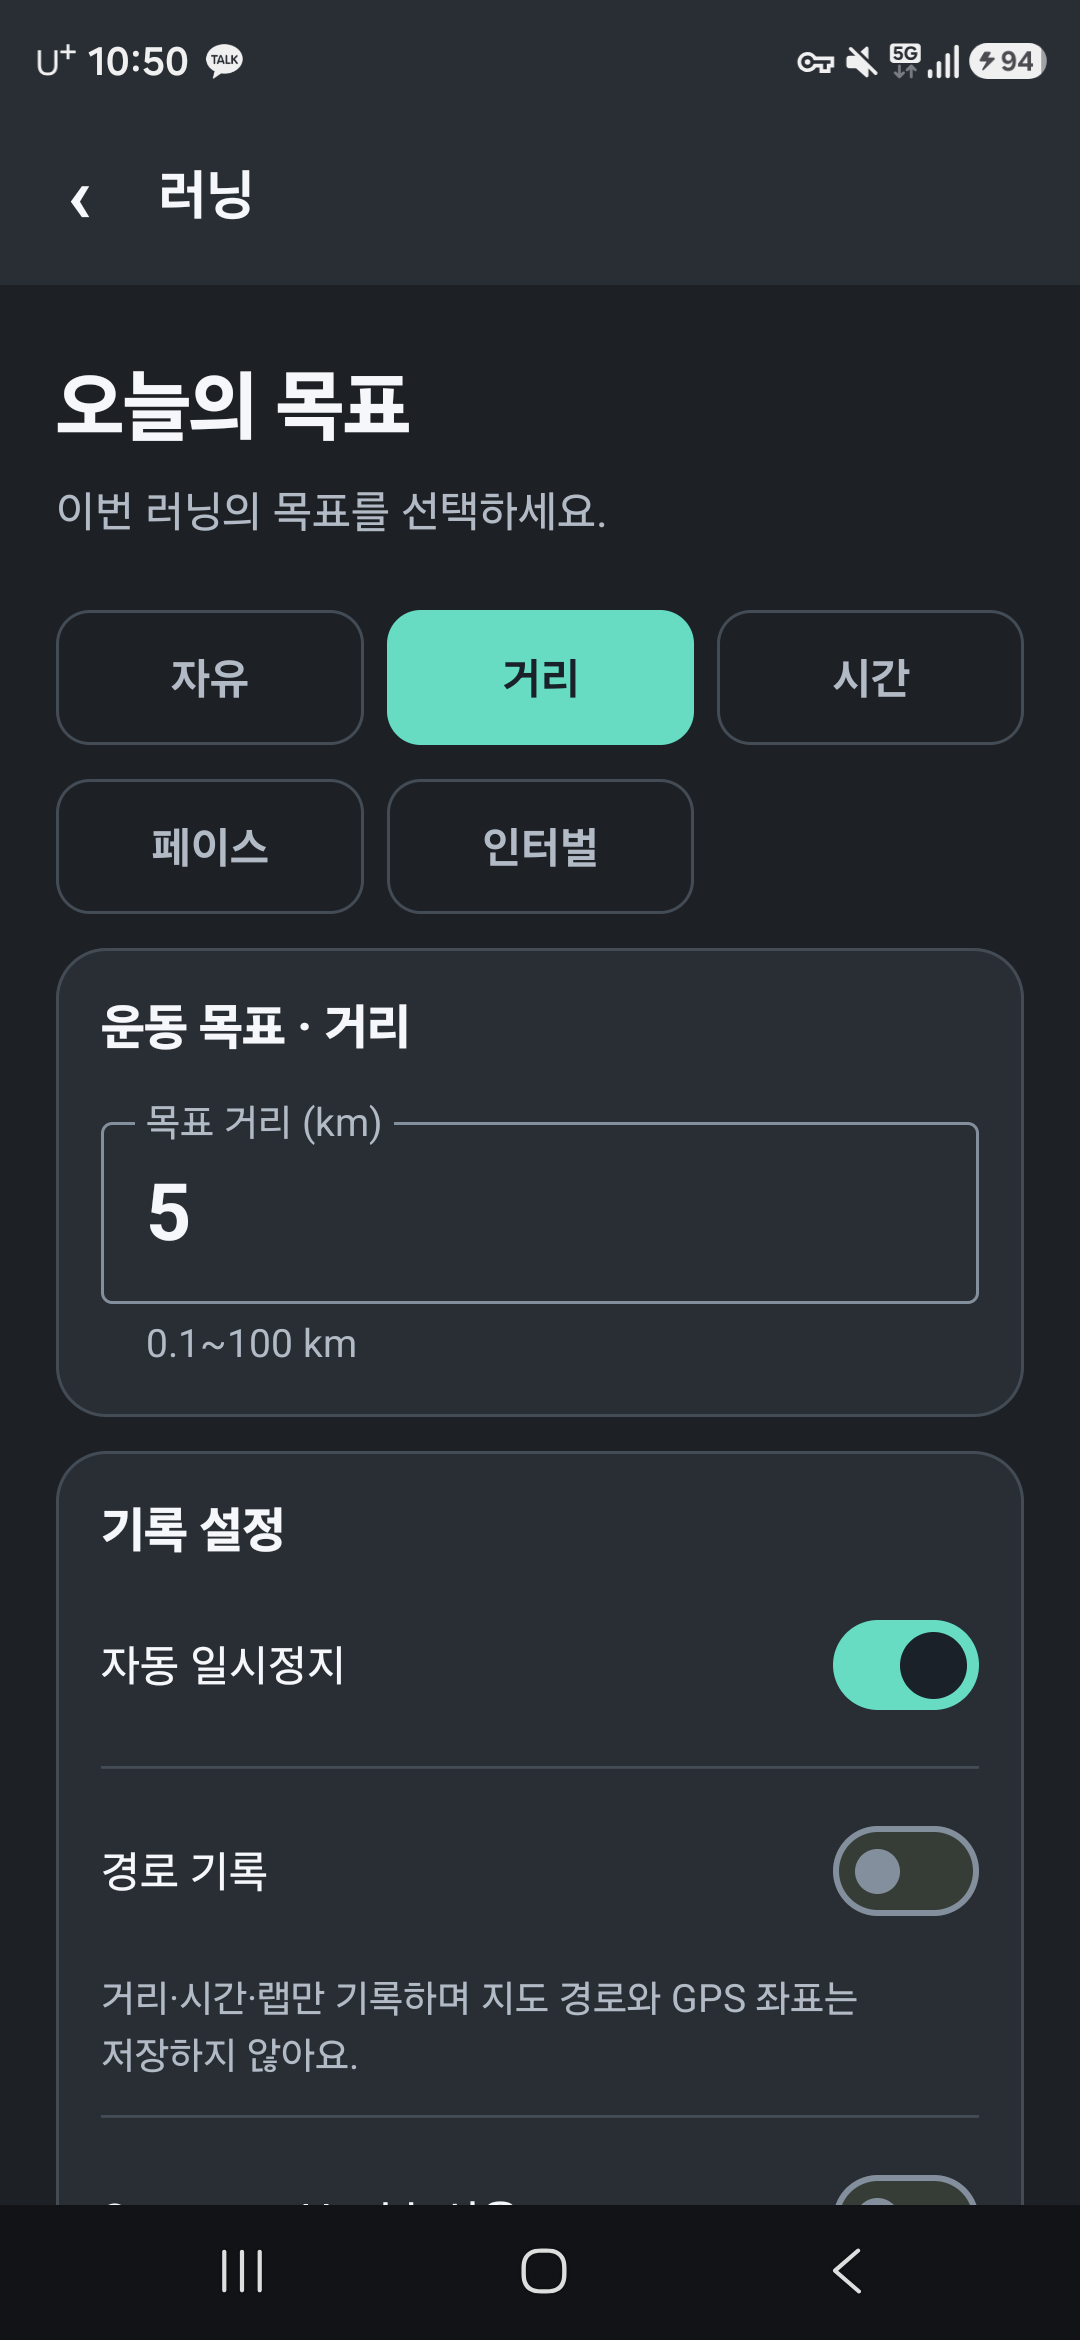 U+ 10:50 TALK 5G 94
러닝
오늘의 목표
이번 러닝의 목표를 선택하세요.
자유 거리 시간
페이스 인터벌
운동 목표 · 거리
목표 거리 (km)
5
0.1~100 km
기록 설정
자동 일시정지
경로 기록
거리·시간·랩만 기록하며 지도 경로와 GPS 좌표는
저장하지 않아요.